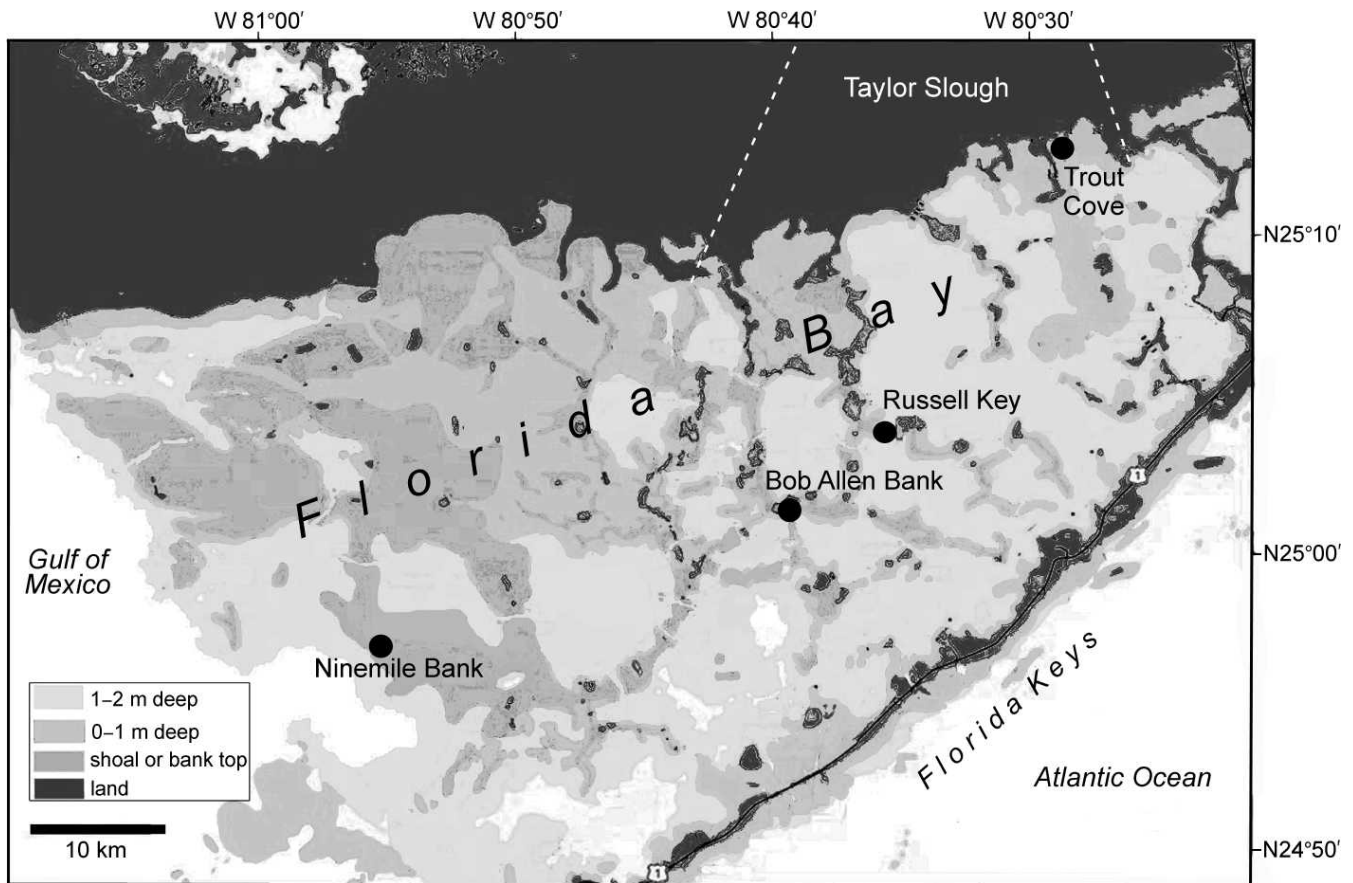 W 81°00′ W 80°50′ W 80°40′ W 80°30′
Taylor Slough
Trout
Cove
N25°10′
Florida Bay
Russell Key
Bob Allen Bank
1
Gulf of
Mexico
N25°00′
Ninemile Bank
Florida Keys
1–2 m deep
0–1 m deep
shoal or bank top
land
Atlantic Ocean
10 km
N24°50′
1